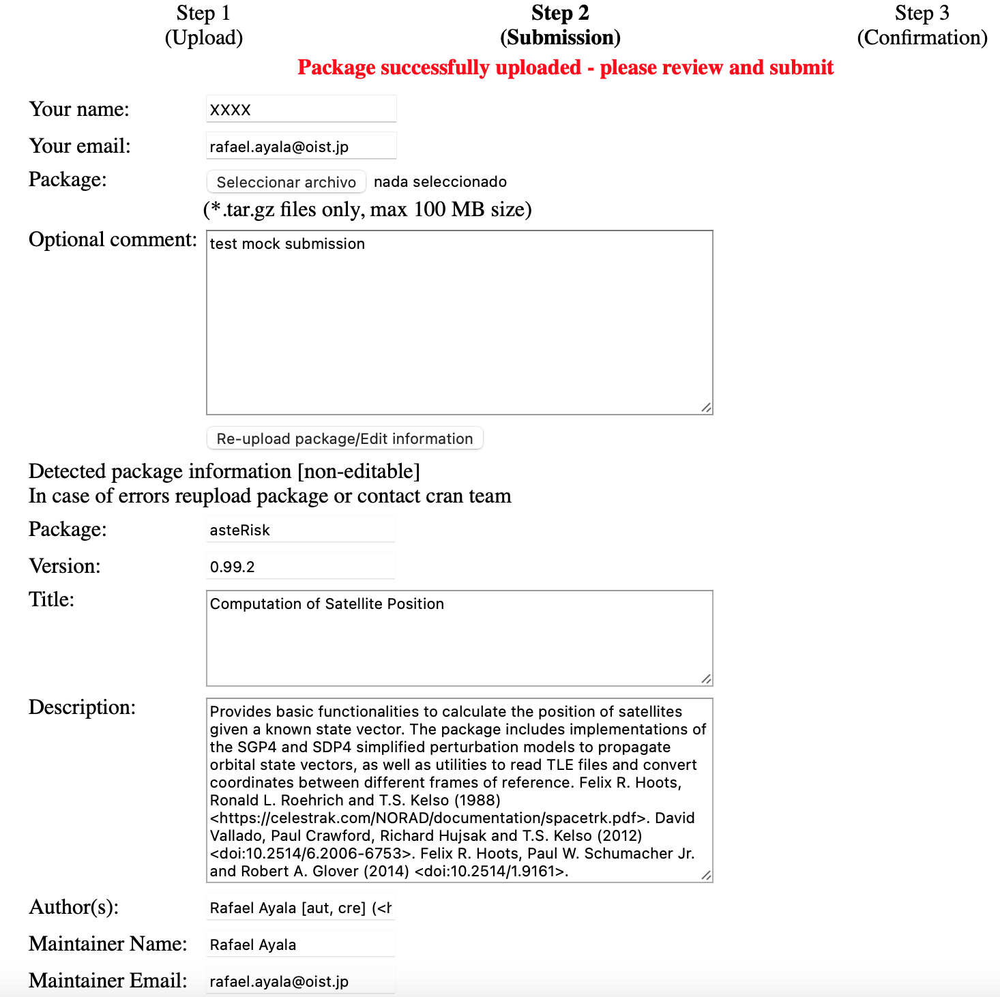 Step 1 Step 2 Step 3
(Upload) (Submission) (Confirmation)
Package successfully uploaded - please review and submit
Your name: XXXX
Your email: rafael.ayala@oist.jp
Package: Seleccionar archivo nada seleccionado
(*.tar.gz files only, max 100 MB size)
Optional comment: test mock submission
Re-upload package/Edit information
Detected package information [non-editable]
In case of errors reupload package or contact cran team
Package: asteRisk
Version: 0.99.2
Title: Computation of Satellite Position
Description: Provides basic functionalities to calculate the position of satellites
given a known state vector. The package includes implementations of
the SGP4 and SDP4 simplified perturbation models to propagate
orbital state vectors, as well as utilities to read TLE files and convert
coordinates between different frames of reference. Felix R. Hoots,
Ronald L. Roehrich and T.S. Kelso (1988)
<https://celestrak.com/NORAD/documentation/spacetrk.pdf>. David
Vallado, Paul Crawford, Richard Hujsak and T.S. Kelso (2012)
<doi:10.2514/6.2006-6753>. Felix R. Hoots, Paul W. Schumacher Jr.
and Robert A. Glover (2014) <doi:10.2514/1.9161>.
Author(s): Rafael Ayala [aut, cre] (<h
Maintainer Name: Rafael Ayala
Maintainer Email: rafael.ayala@oist.jp